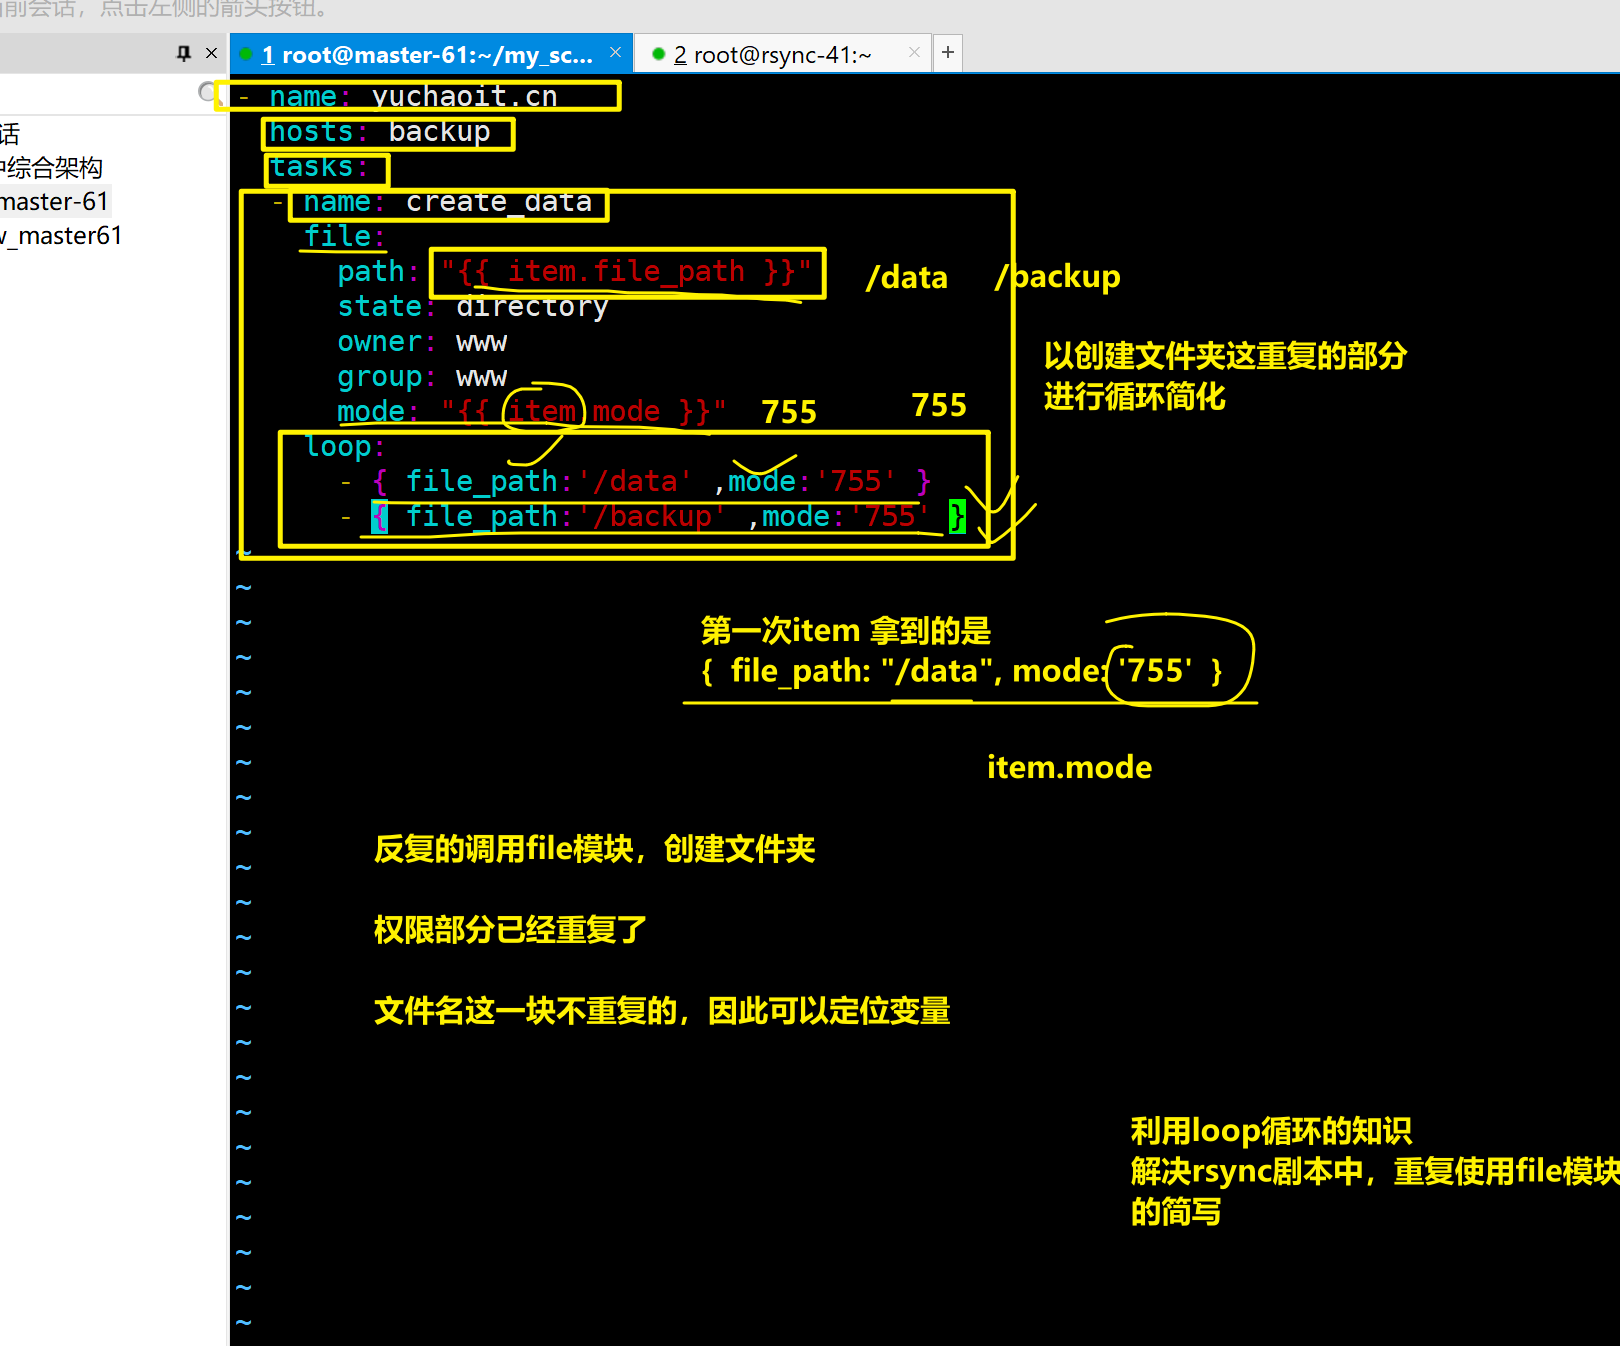 前会话，点击左侧的箭头按钮。
1 root@master-61:~/my_sc...
2 root@rsync-41:~
话
综合架构
master-61
_master61
- name: yuchaoit.cn
hosts: backup
tasks:
- name: create_data
file:
path: "{{ item.file_path }}"
/data /backup
state: directory
owner: www
group: www
mode: "{{ item.mode }}"
755 755
以创建文件夹这重复的部分
进行循环简化
loop:
- { file_path:'/data' ,mode:'755' }
- { file_path:'/backup' ,mode:'755' }
~
~
~
第一次item 拿到的是
{ file_path: "/data", mode: '755' }
~
~
~
~
item.mode
~
~
~
反复的调用file模块，创建文件夹
~
~
权限部分已经重复了
~
~
文件名这一块不重复的，因此可以定位变量
~
~
~
~
利用loop循环的知识
解决rsync剧本中，重复使用file模块
的简写
~
~
~
~
~